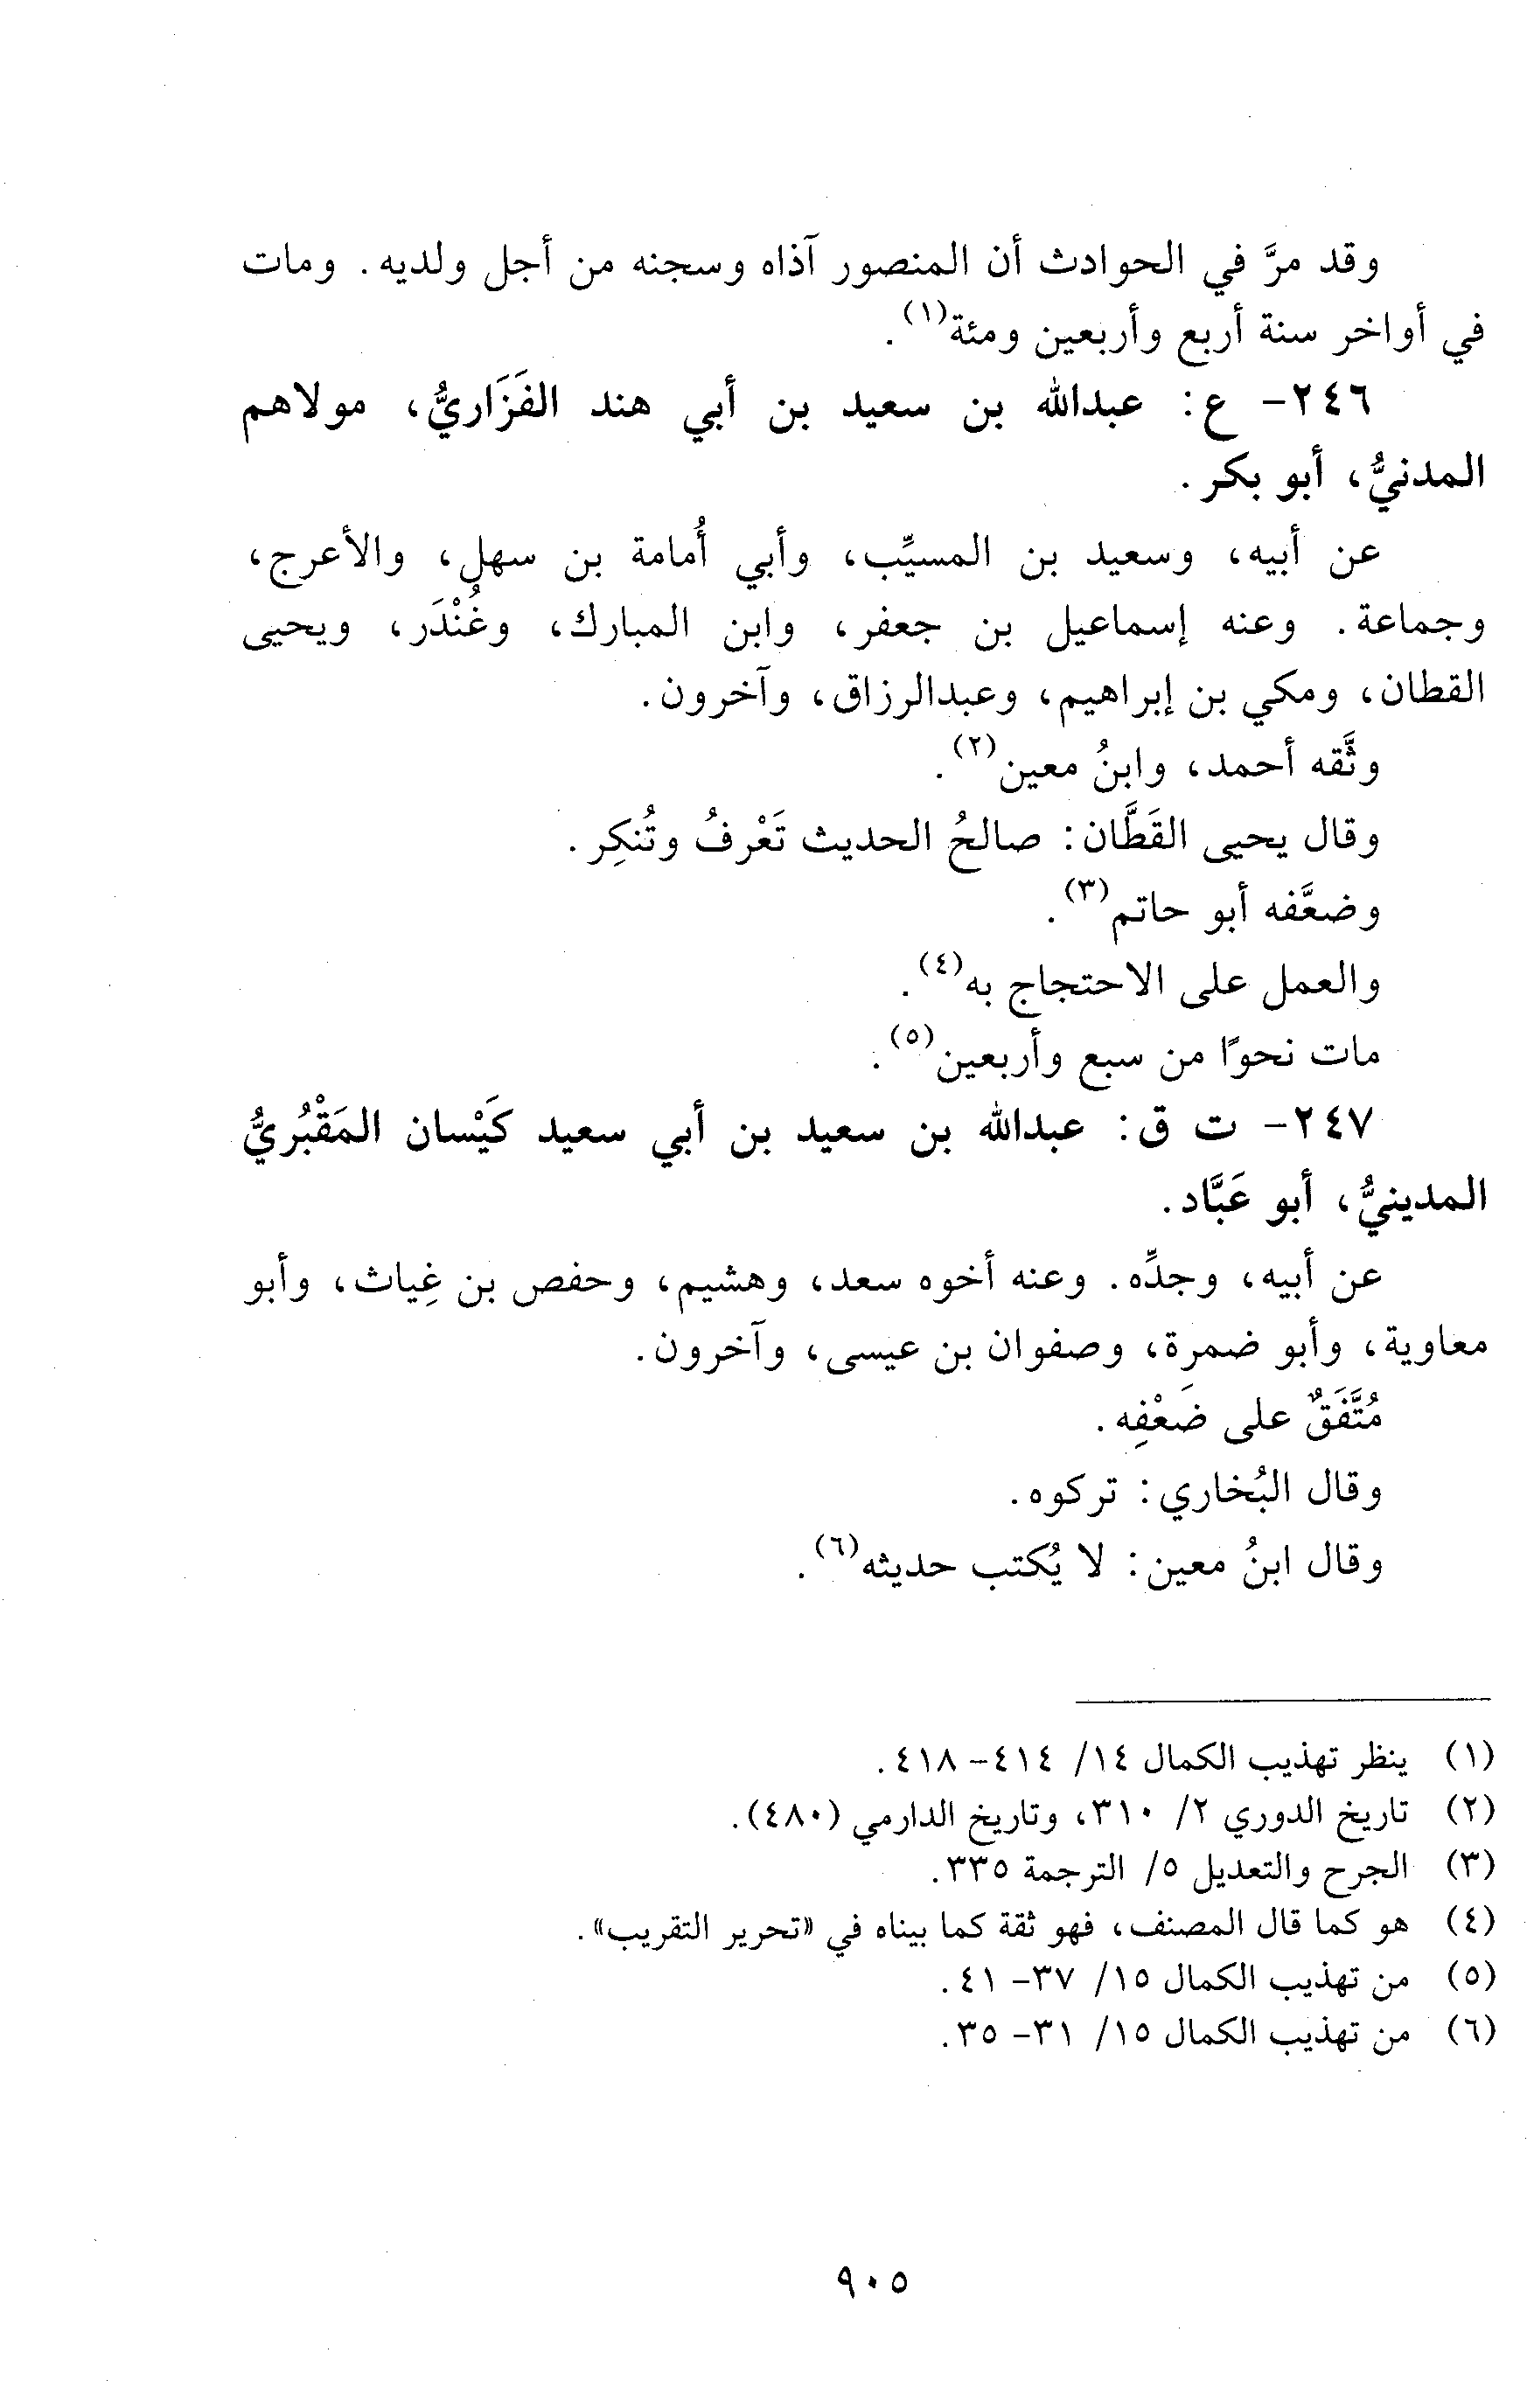 وقد مرَّ في الحوادث أن المنصور آذاه وسجنه من أجل ولديه. ومات
في أواخر سنة أربع وأربعين ومئة(١).
٢٤٦- ع: عبدالله بن سعيد بن أبي هند الفَزَاريُّ، مولاهم
المدنيُّ، أبو بكر.
عن أبيه، وسعيد بن المسيِّب، وأبي أُمامة بن سهل، والأعرج،
وجماعة. وعنه إسماعيل بن جعفر، وابن المبارك، وغُنْدَر، ويحيى
القطان، ومكي بن إبراهيم، وعبدالرزاق، وآخرون.
وثَّقه أحمد، وابنُ معين(٢).
وقال يحيى القَطَّان: صالحُ الحديث تَعْرفُ وتُنكِر.
وضعَّفه أبو حاتم(٣).
والعمل على الاحتجاج به(٤).
مات نحوًا من سبع وأربعين(٥).
٢٤٧- ت ق: عبدالله بن سعيد بن أبي سعيد كَيْسان المَقْبُريُّ
المدينيُّ، أبو عَبَّاد.
عن أبيه، وجدِّه. وعنه أخوه سعد، وهشيم، وحفص بن غِياث، وأبو
معاوية، وأبو ضمرة، وصفوان بن عيسى، وآخرون.
مُتَّفَقٌ على ضَعْفِه.
وقال البُخاري: تركوه.
وقال ابنُ معين: لا يُكتب حديثه(٦).
(١) ينظر تهذيب الكمال ١٤/ ٤١٤- ٤١٨.
(٢) تاريخ الدوري ٢/ ٣١٠، وتاريخ الدارمي (٤٨٠).
(٣) الجرح والتعديل ٥/ الترجمة ٣٣٥.
(٤) هو كما قال المصنف، فهو ثقة كما بيناه في «تحرير التقريب».
(٥) من تهذيب الكمال ١٥/ ٣٧- ٤١.
(٦) من تهذيب الكمال ١٥/ ٣١- ٣٥.
٩٠٥